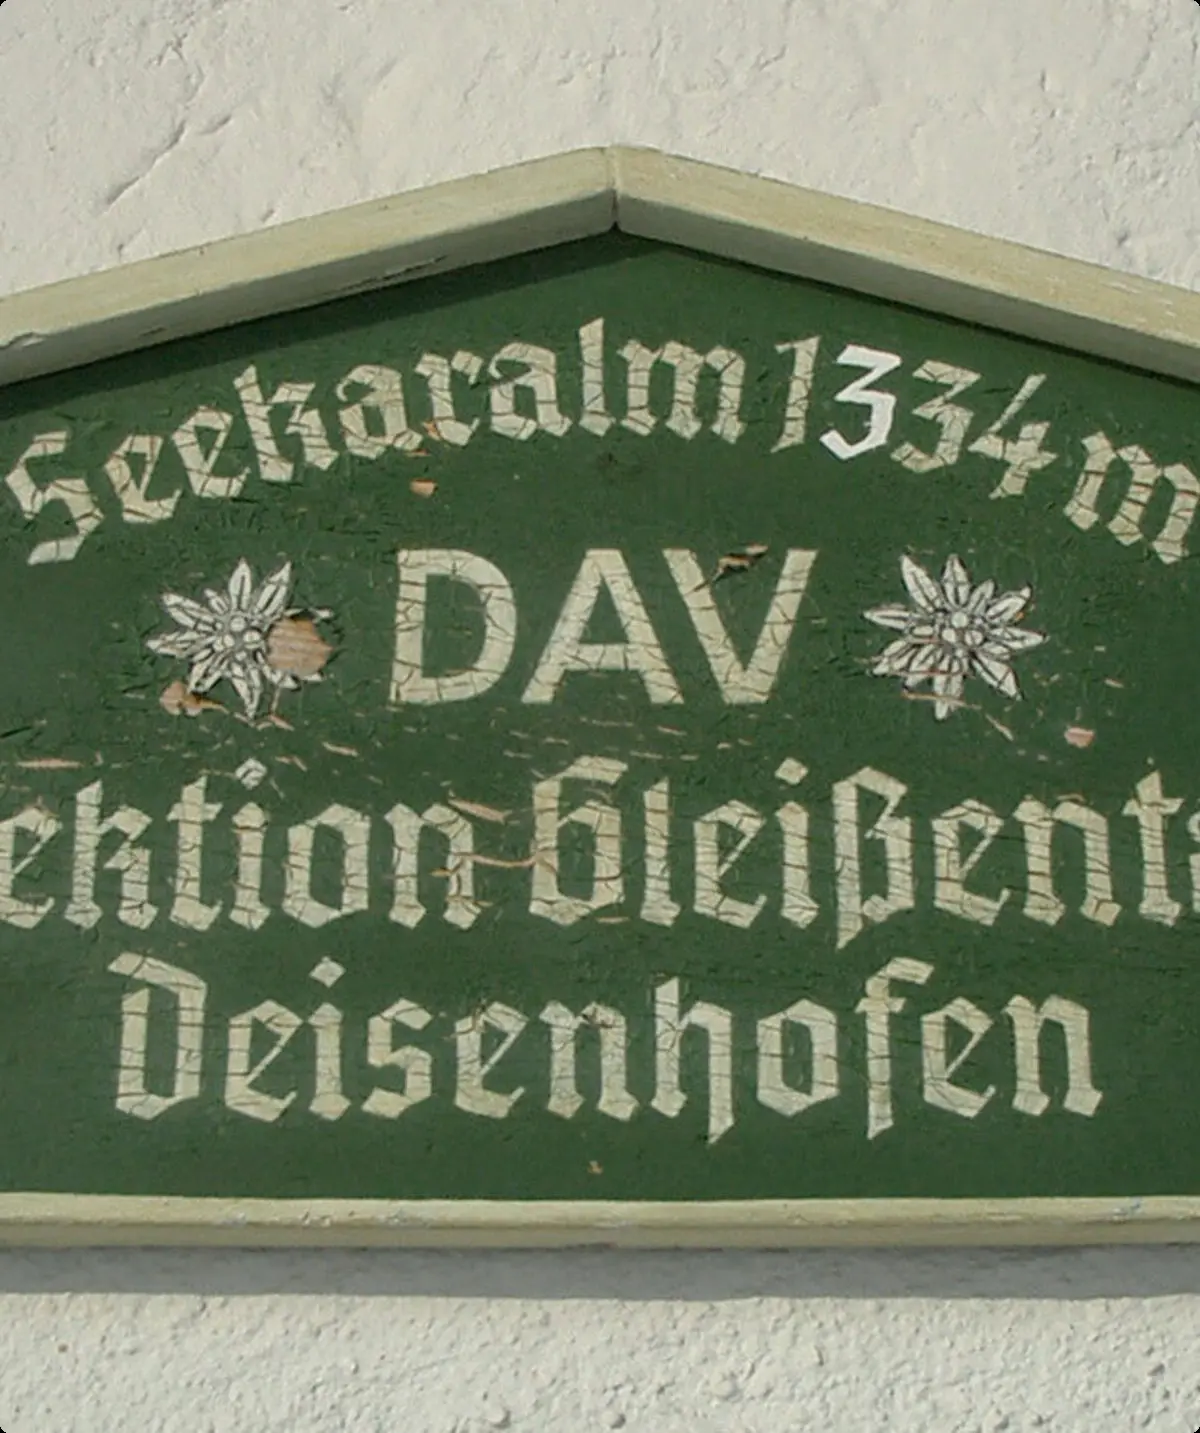 Seekaralm 1334 m
DAV
ektion Gleißent
Deisenhofen